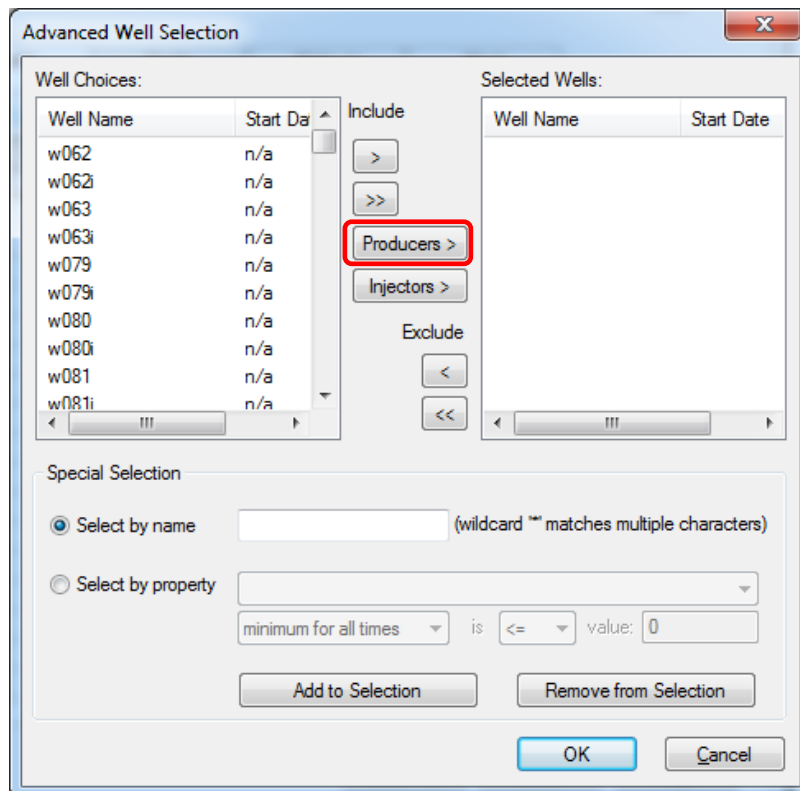 Advanced Well Selection
Well Choices:
Well Name Start Dat
w062 n/a
w062i n/a
w063 n/a
w063i n/a
w079 n/a
w079i n/a
w080 n/a
w080i n/a
w081 n/a
w081i n/a
Include
>
>>
Producers >
Injectors >
Exclude
<
<<
Selected Wells:
Well Name Start Date
Special Selection
Select by name (wildcard '*' matches multiple characters)
Select by property
minimum for all times is <= value: 0
Add to Selection Remove from Selection
OK Cancel